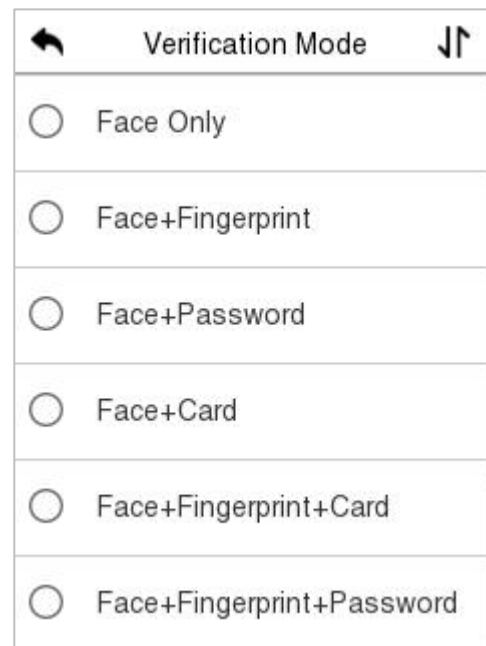 Verification Mode
Face Only
Face+Fingerprint
Face+Password
Face+Card
Face+Fingerprint+Card
Face+Fingerprint+Password